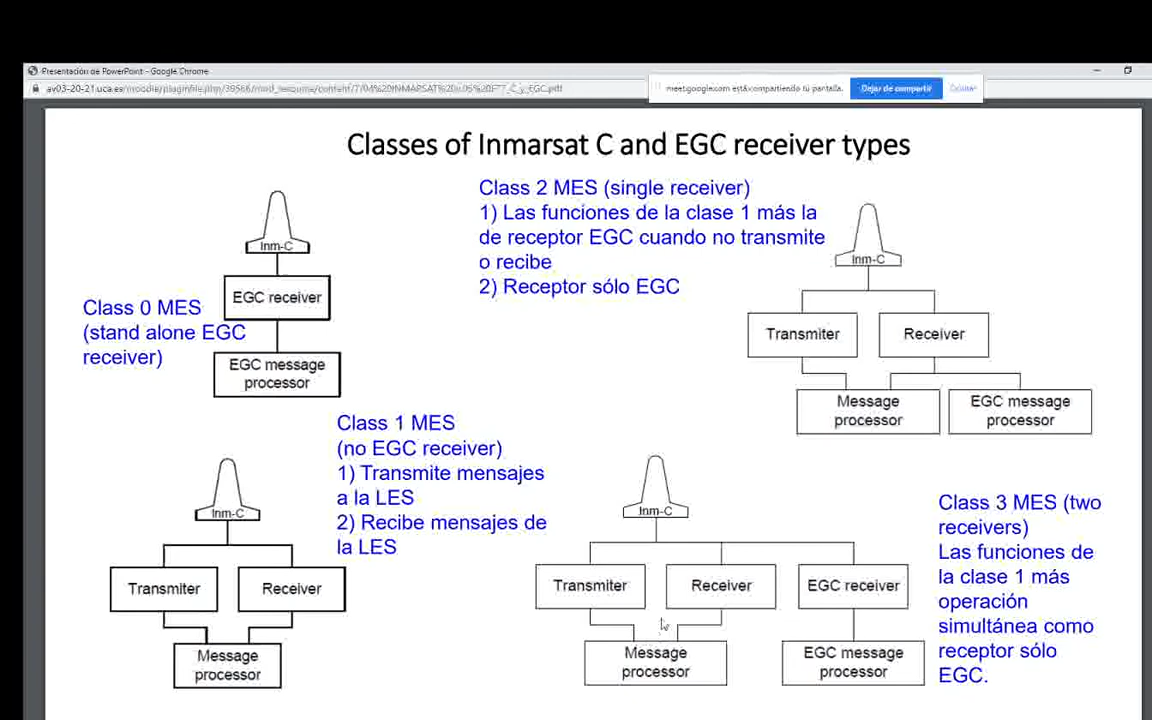 Presentación de PowerPoint - Google Chrome
meet.google.com está compartiendo tu pantalla.
Dejar de compartir
Ocultar
Classes of Inmarsat C and EGC receiver types
Inm-C
EGC receiver
EGC message
processor
Class 0 MES
(stand alone EGC
receiver)
Class 2 MES (single receiver)
1) Las funciones de la clase 1 más la
de receptor EGC cuando no transmite
o recibe
2) Receptor sólo EGC
Inm-C
Transmiter
Receiver
Message
processor
EGC message
processor
Class 1 MES
(no EGC receiver)
1) Transmite mensajes
a la LES
2) Recibe mensajes de
la LES
Inm-C
Transmiter
Receiver
Message
processor
Inm-C
Transmiter
Receiver
EGC receiver
Message
processor
EGC message
processor
Class 3 MES (two
receivers)
Las funciones de
la clase 1 más
operación
simultánea como
receptor sólo
EGC.